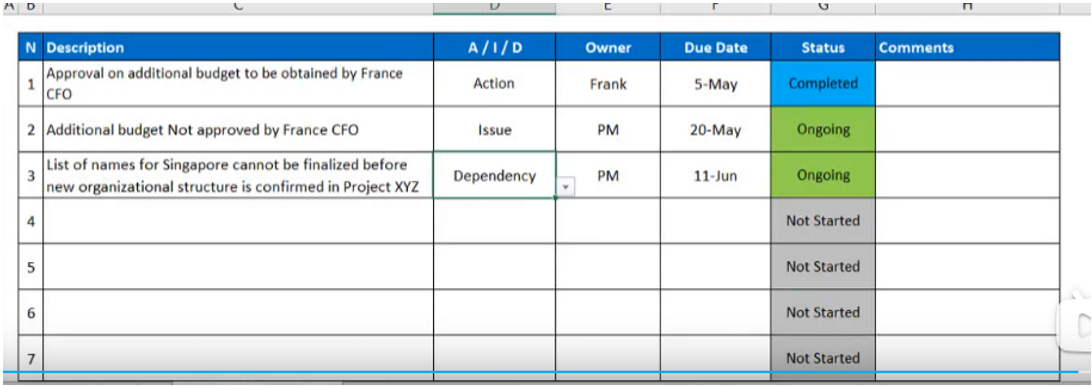 A B C D E F G H
N Description A / I / D Owner Due Date Status Comments
1 Approval on additional budget to be obtained by France CFO Action Frank 5-May Completed
2 Additional budget Not approved by France CFO Issue PM 20-May Ongoing
3 List of names for Singapore cannot be finalized before new organizational structure is confirmed in Project XYZ Dependency PM 11-Jun Ongoing
4 Not Started
5 Not Started
6 Not Started
7 Not Started